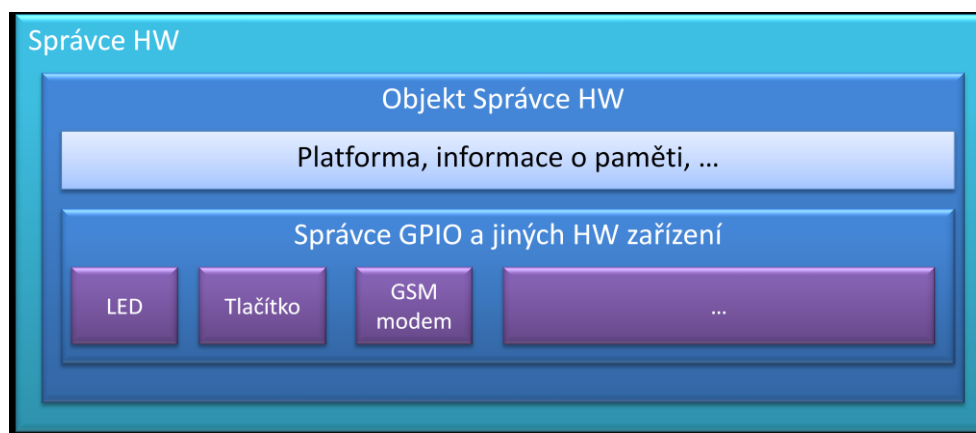 Správce HW
Objekt Správce HW
Platforma, informace o paměti, ...
Správce GPIO a jiných HW zařízení
LED
Tlačítko
GSM
modem
...